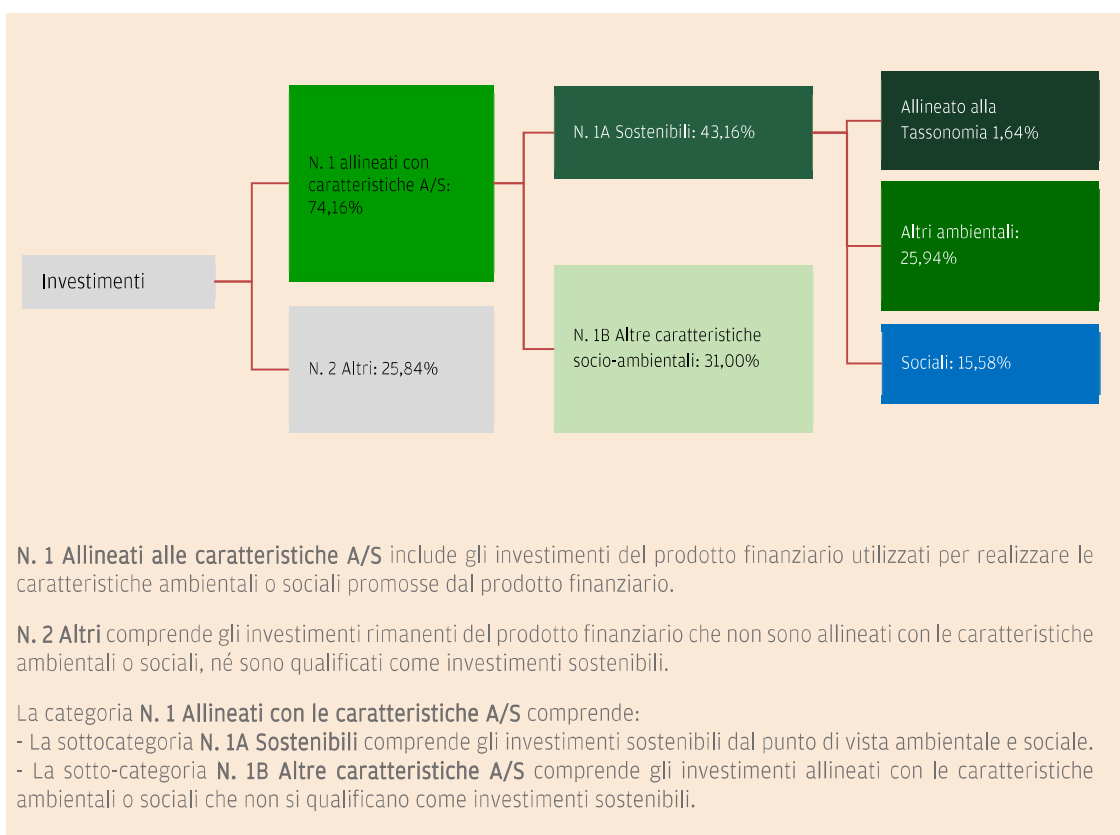 Investimenti
N. 1 allineati con
caratteristiche A/S:
74,16%
N. 2 Altri: 25,84%
N. 1A Sostenibili: 43,16%
N. 1B Altre caratteristiche
socio-ambientali: 31,00%
Allineato alla
Tassonomia 1,64%
Altri ambientali:
25,94%
Sociali: 15,58%
N. 1 Allineati alle caratteristiche A/S include gli investimenti del prodotto finanziario utilizzati per realizzare le
caratteristiche ambientali o sociali promosse dal prodotto finanziario.
N. 2 Altri comprende gli investimenti rimanenti del prodotto finanziario che non sono allineati con le caratteristiche
ambientali o sociali, né sono qualificati come investimenti sostenibili.
La categoria N. 1 Allineati con le caratteristiche A/S comprende:
- La sottocategoria N. 1A Sostenibili comprende gli investimenti sostenibili dal punto di vista ambientale e sociale.
- La sotto-categoria N. 1B Altre caratteristiche A/S comprende gli investimenti allineati con le caratteristiche
ambientali o sociali che non si qualificano come investimenti sostenibili.